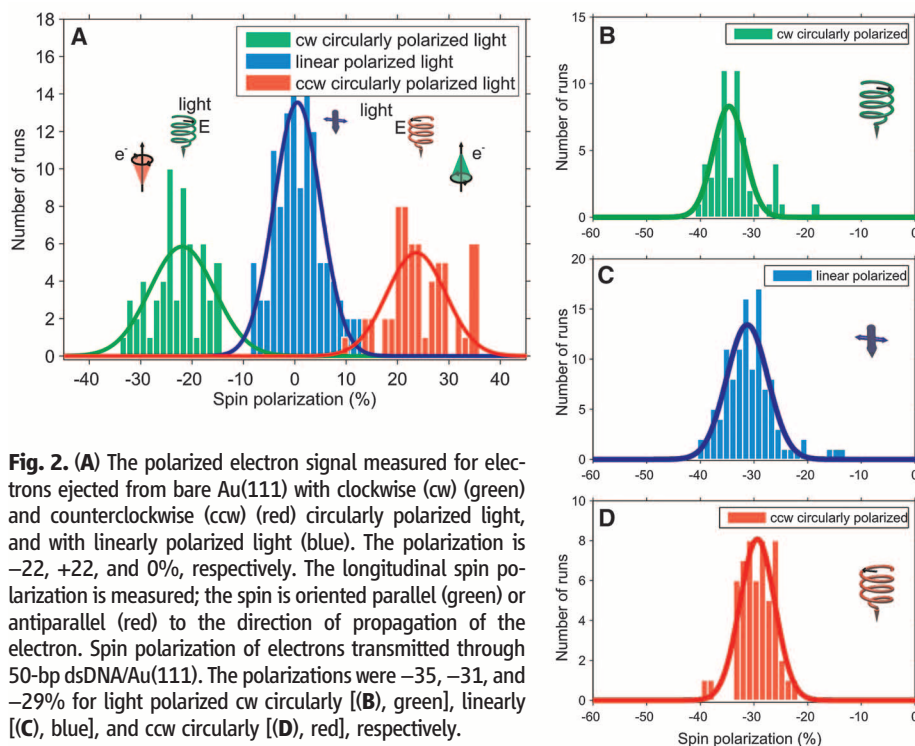 A
cw circularly polarized light
linear polarized light
ccw circularly polarized light
light
E
e-
light
E
e-
Number of runs
18
16
14
12
10
8
6
4
2
0
-40 -30 -20 -10 0 10 20 30 40
Spin polarization (%)
B
cw circularly polarized
Number of runs
15
10
5
0
-60 -50 -40 -30 -20 -10 0
C
linear polarized
Number of runs
20
15
10
5
0
-60 -50 -40 -30 -20 -10 0
D
ccw circularly polarized
Number of runs
8
6
4
2
0
-60 -50 -40 -30 -20 -10 0
Spin polarization (%)
Fig. 2. (A) The polarized electron signal measured for elec-
trons ejected from bare Au(111) with clockwise (cw) (green)
and counterclockwise (ccw) (red) circularly polarized light,
and with linearly polarized light (blue). The polarization is
−22, +22, and 0%, respectively. The longitudinal spin po-
larization is measured; the spin is oriented parallel (green) or
antiparallel (red) to the direction of propagation of the
electron. Spin polarization of electrons transmitted through
50-bp dsDNA/Au(111). The polarizations were −35, −31, and
−29% for light polarized cw circularly [(B), green], linearly
[(C), blue], and ccw circularly [(D), red], respectively.